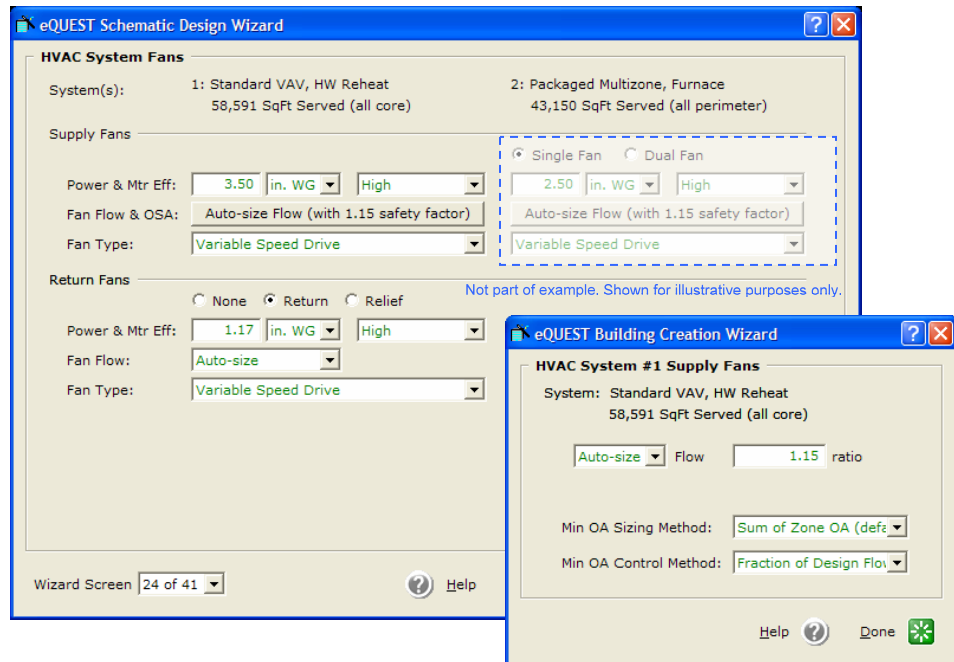 eQUEST Schematic Design Wizard
HVAC System Fans
System(s):
1: Standard VAV, HW Reheat
58,591 SqFt Served (all core)
2: Packaged Multizone, Furnace
43,150 SqFt Served (all perimeter)
Supply Fans
Single Fan Dual Fan
Power & Mtr Eff: 3.50 in. WG High 2.50 in. WG High
Fan Flow & OSA: Auto-size Flow (with 1.15 safety factor) Auto-size Flow (with 1.15 safety factor)
Fan Type: Variable Speed Drive Variable Speed Drive
Return Fans
Not part of example. Shown for illustrative purposes only.
None Return Relief
Power & Mtr Eff: 1.17 in. WG High
Fan Flow: Auto-size
Fan Type: Variable Speed Drive
Wizard Screen 24 of 41 ? Help
eQUEST Building Creation Wizard
HVAC System #1 Supply Fans
System: Standard VAV, HW Reheat
58,591 SqFt Served (all core)
Auto-size Flow 1.15 ratio
Min OA Sizing Method: Sum of Zone OA (defa
Min OA Control Method: Fraction of Design Flow
Help ? Done